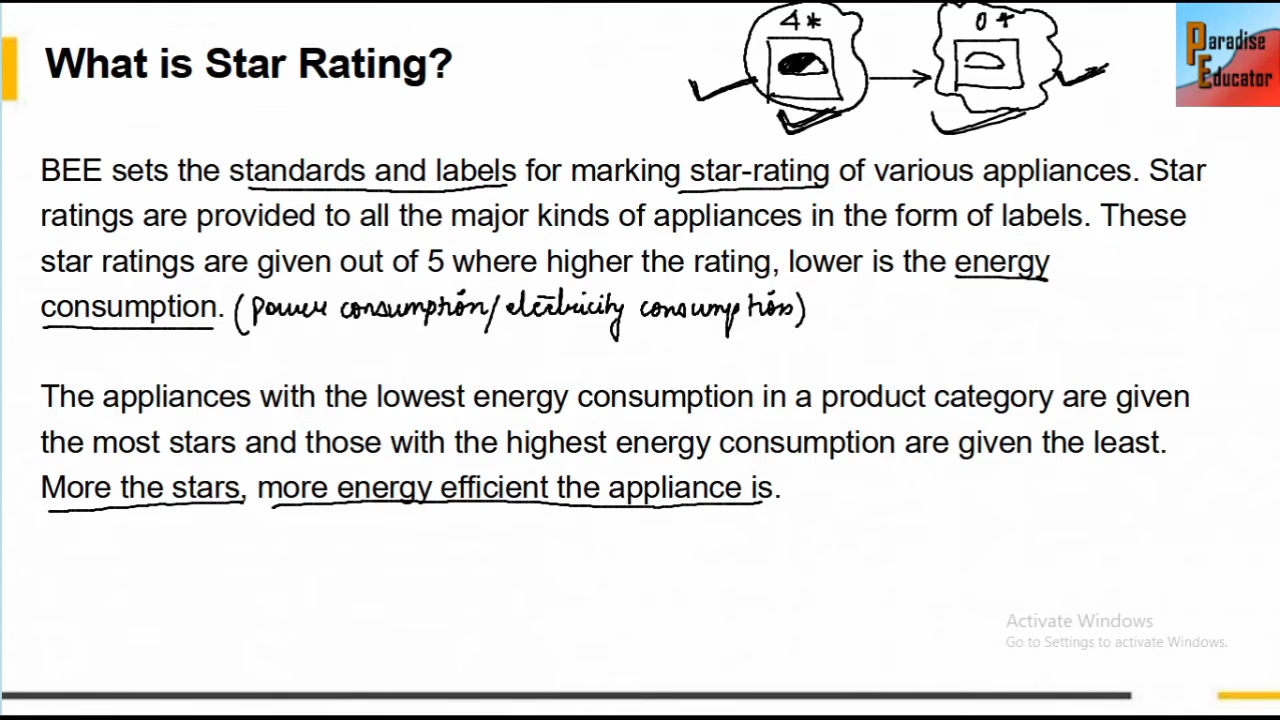 4* 0*
Paradise
Educator
What is Star Rating?
BEE sets the standards and labels for marking star-rating of various appliances. Star
ratings are provided to all the major kinds of appliances in the form of labels. These
star ratings are given out of 5 where higher the rating, lower is the energy
consumption. (power consumption/electricity consumption)
The appliances with the lowest energy consumption in a product category are given
the most stars and those with the highest energy consumption are given the least.
More the stars, more energy efficient the appliance is.
Activate Windows
Go to Settings to activate Windows.